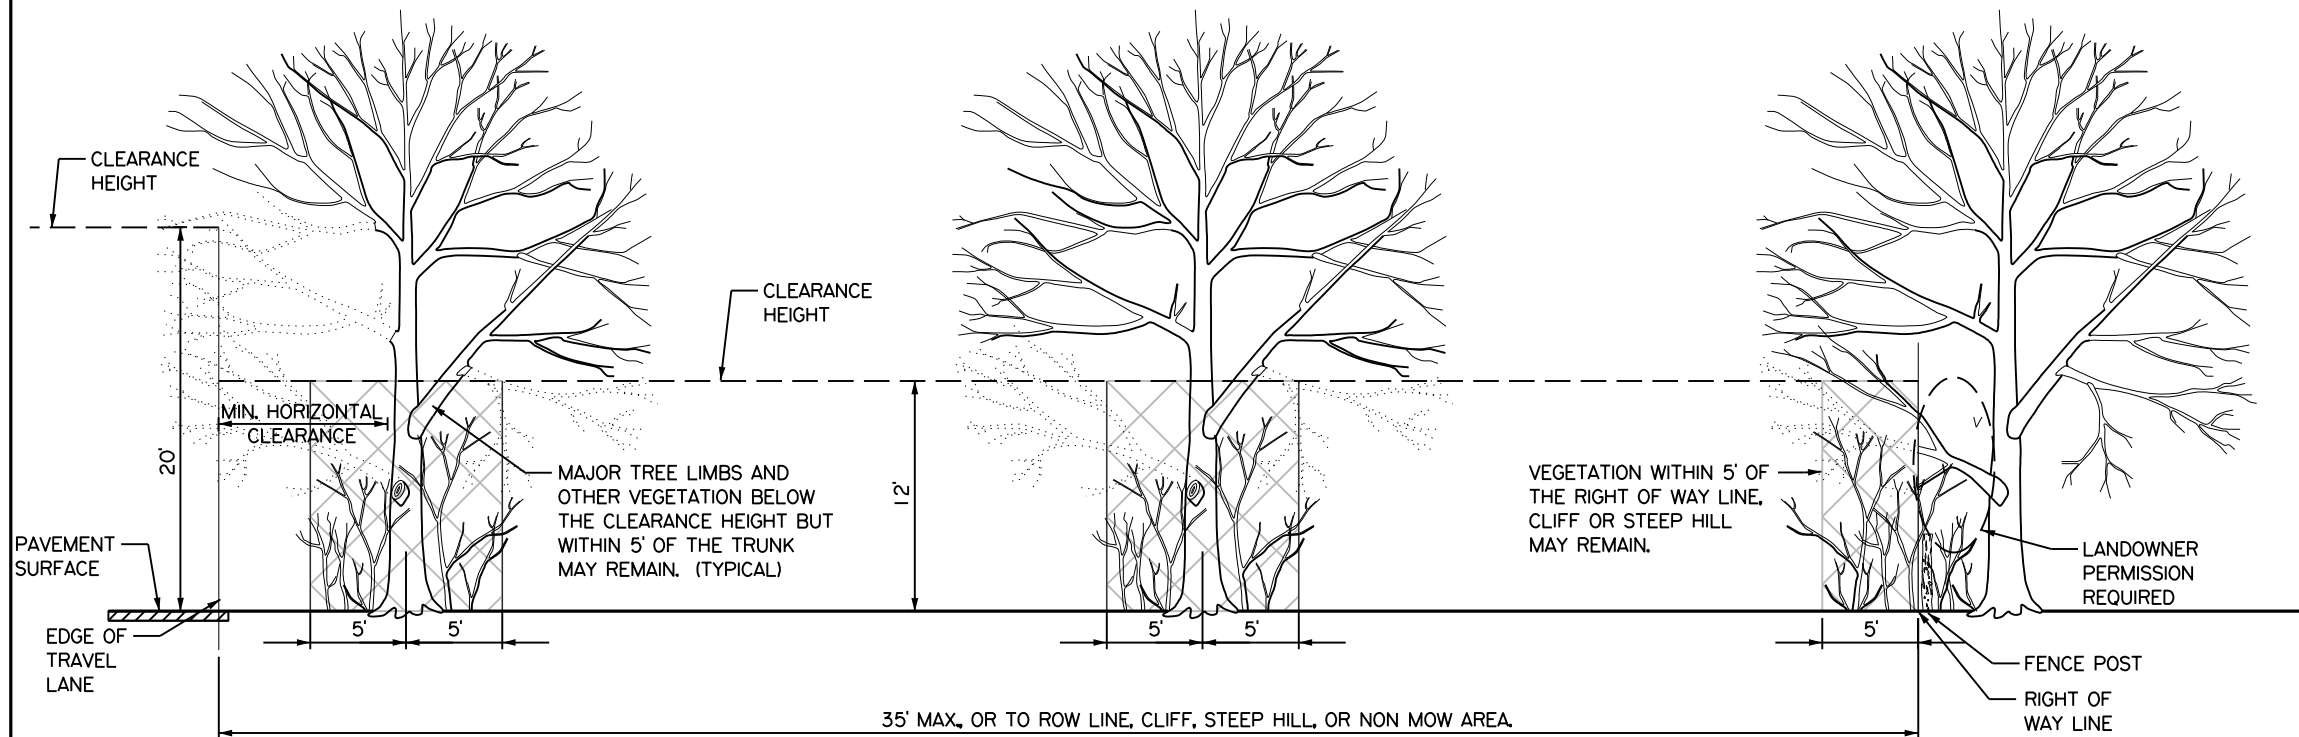 CLEARANCE
HEIGHT
CLEARANCE
HEIGHT
MIN. HORIZONTAL
CLEARANCE
20'
12'
MAJOR TREE LIMBS AND
OTHER VEGETATION BELOW
THE CLEARANCE HEIGHT BUT
WITHIN 5' OF THE TRUNK
MAY REMAIN. (TYPICAL)
VEGETATION WITHIN 5' OF
THE RIGHT OF WAY LINE,
CLIFF OR STEEP HILL
MAY REMAIN.
PAVEMENT
SURFACE
LANDOWNER
PERMISSION
REQUIRED
EDGE OF
TRAVEL
LANE
5'
5'
5'
5'
5'
FENCE POST
RIGHT OF
WAY LINE
35' MAX., OR TO ROW LINE, CLIFF, STEEP HILL, OR NON MOW AREA.